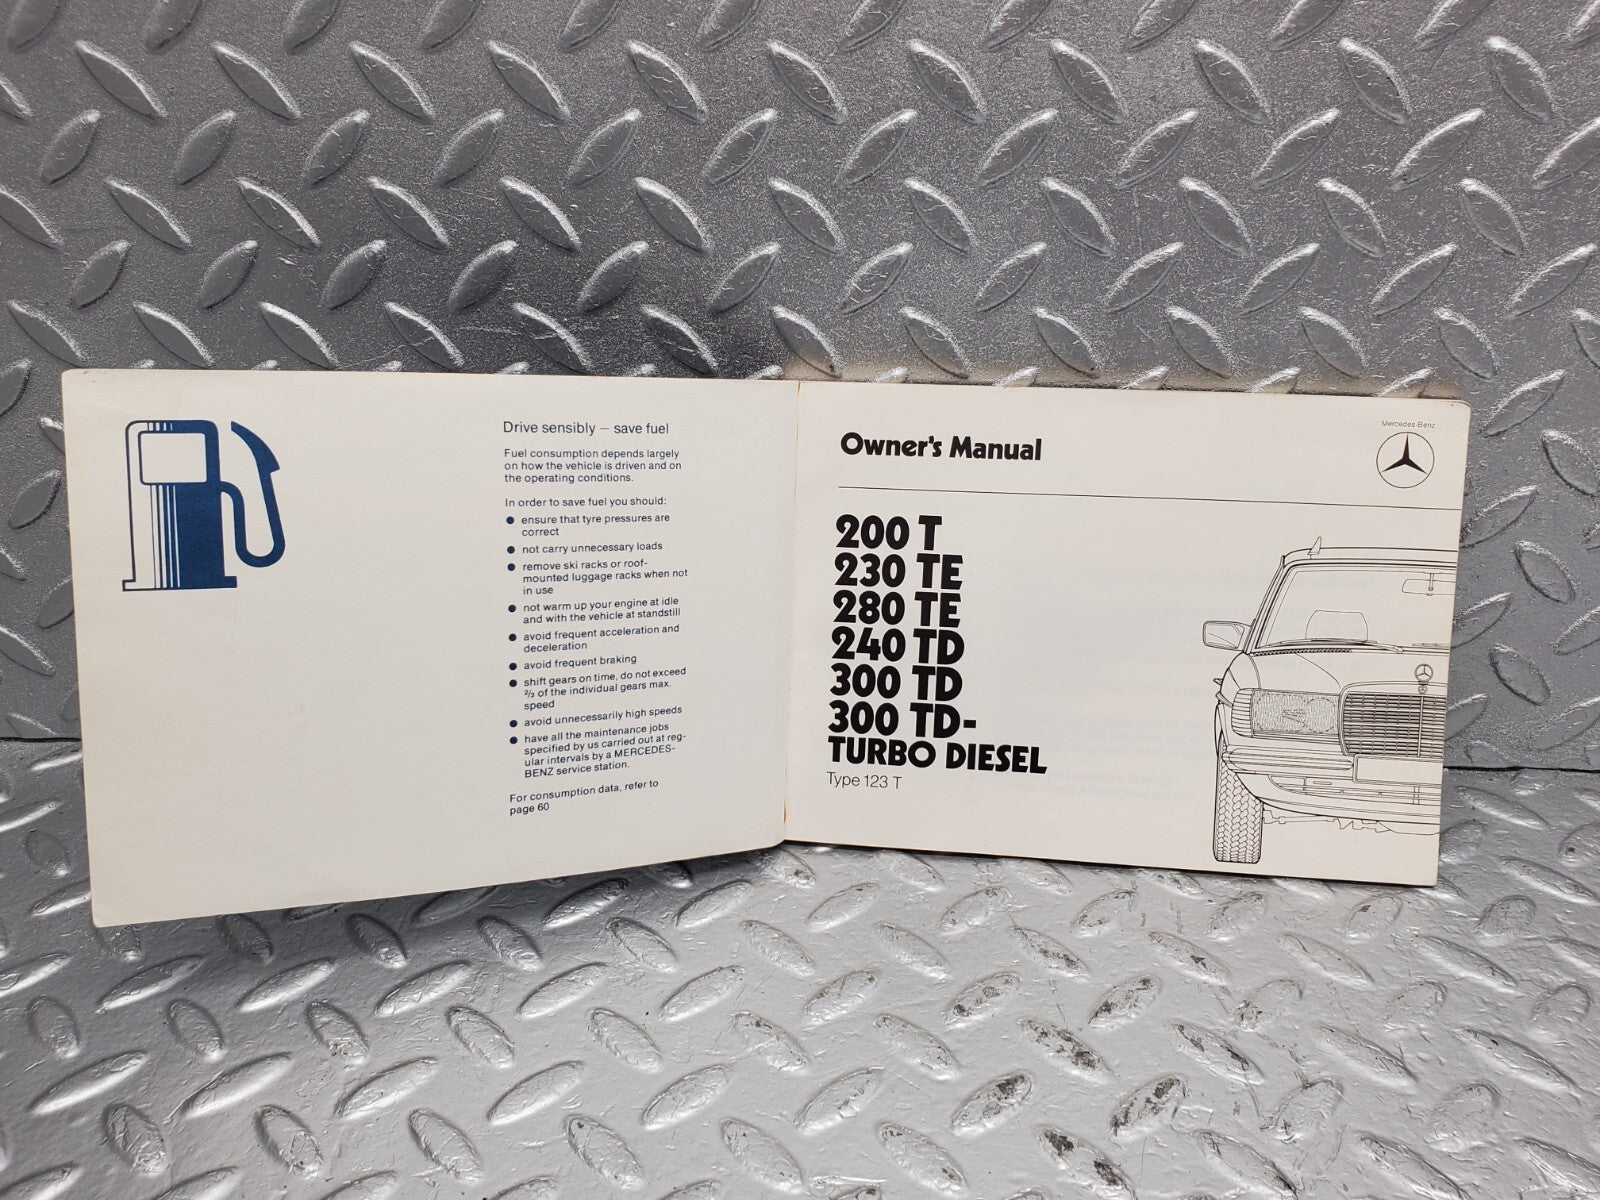 Drive sensibly – save fuel
Fuel consumption depends largely
on how the vehicle is driven and on
the operating conditions.
In order to save fuel you should:
● ensure that tyre pressures are
correct
● not carry unnecessary loads
● remove ski racks or roof-
mounted luggage racks when not
in use
● not warm up your engine at idle
and with the vehicle at standstill
● avoid frequent acceleration and
deceleration
● avoid frequent braking
● shift gears on time, do not exceed
⅔ of the individual gears max.
speed
● avoid unnecessarily high speeds
● have all the maintenance jobs
specified by us carried out at reg-
ular intervals by a MERCEDES-
BENZ service station.
For consumption data, refer to
page 60
Mercedes-Benz
Owner's Manual
200 T
230 TE
280 TE
240 TD
300 TD
300 TD-
TURBO DIESEL
Type 123 T